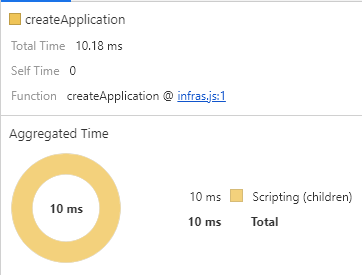 createApplication
Total Time 10.18 ms
Self Time 0
Function createApplication @ infras.js:1
Aggregated Time
10 ms
10 ms Scripting (children)
10 ms Total